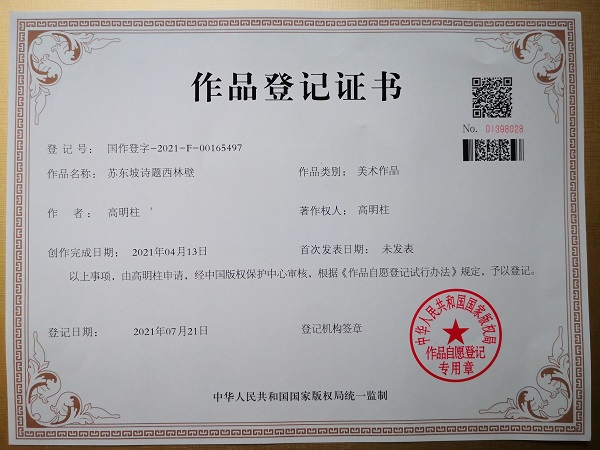 作品登记证书
No. 01398028
登 记 号： 国作登字-2021-F-00165497
作品名称： 苏东坡诗题西林壁 作品类别： 美术作品
作 者： 高明柱 著作权人： 高明柱
创作完成日期： 2021年04月13日 首次发表日期： 未发表
以上事项，由高明柱申请，经中国版权保护中心审核，根据《作品自愿登记试行办法》规定，予以登记。
登记日期： 2021年07月21日 登记机构签章
中华人民共和国国家版权局
作品自愿登记
专用章
中华人民共和国国家版权局统一监制